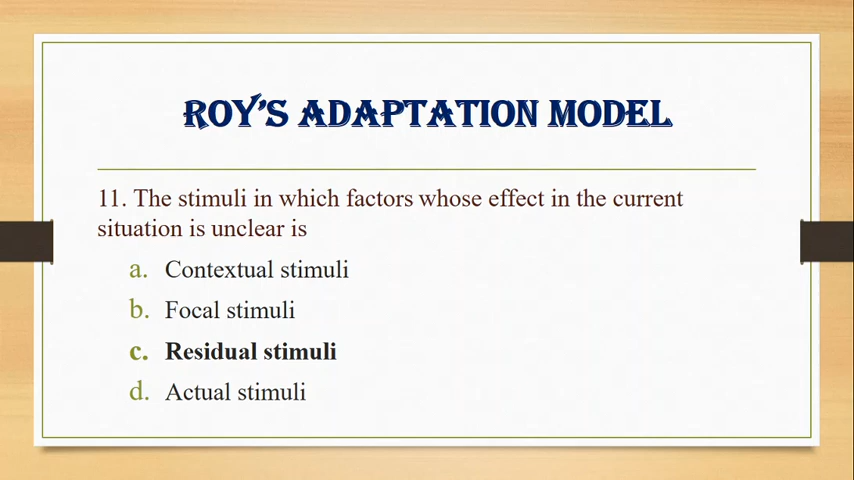 ROY'S ADAPTATION MODEL
11. The stimuli in which factors whose effect in the current
situation is unclear is
a. Contextual stimuli
b. Focal stimuli
c. Residual stimuli
d. Actual stimuli